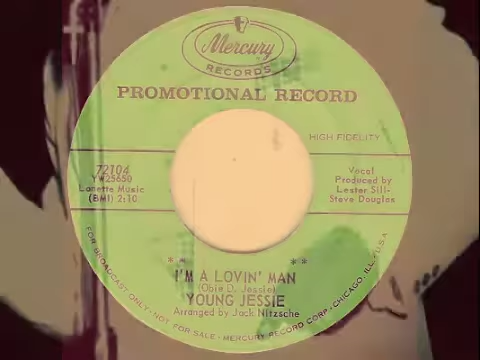 Mercury
RECORDS
PROMOTIONAL RECORD
HIGH FIDELITY
72104
YW25650
Lonette Music
(BMI) 2:10
Vocal
Produced by
Lester Sill-
Steve Douglas
I'M A LOVIN' MAN
(Obie D. Jessie)
YOUNG JESSIE
Arranged by Jack Nitzsche
FOR BROADCAST ONLY · NOT FOR SALE · MERCURY RECORD CORP. · CHICAGO, ILL., U.S.A.